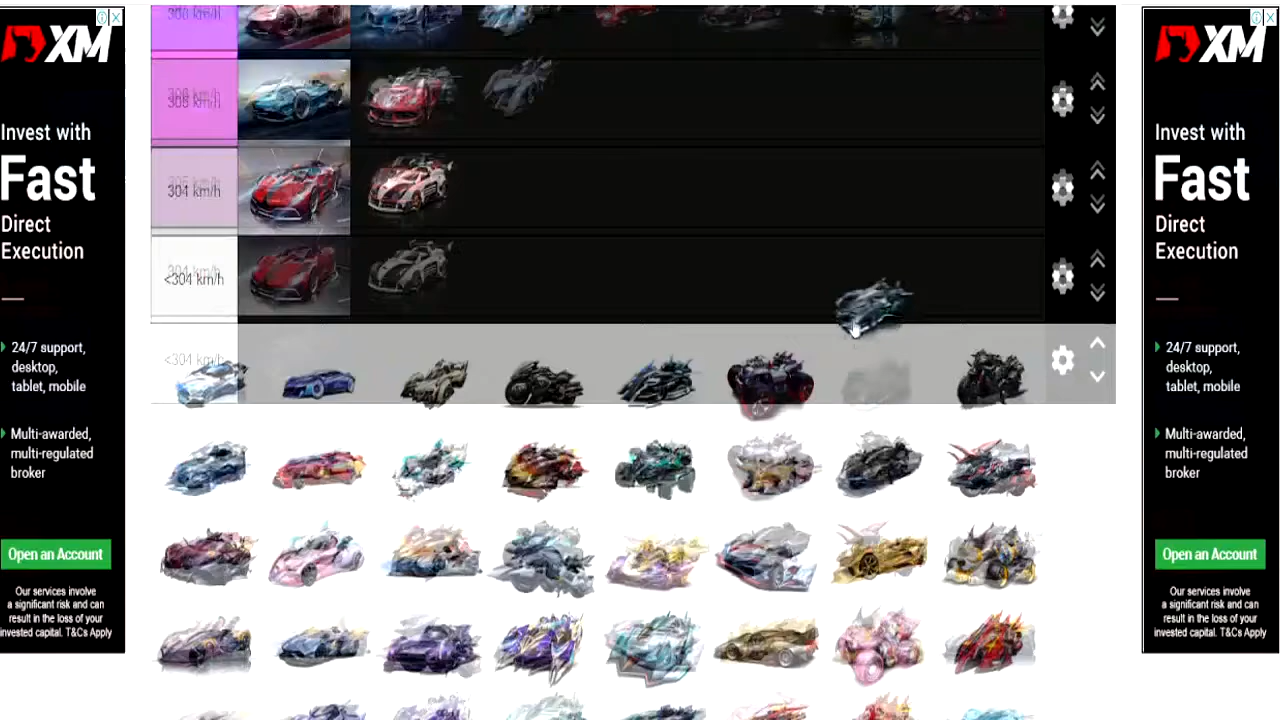 XM
Invest with
Fast
Direct
Execution
24/7 support,
desktop,
tablet, mobile
Multi-awarded,
multi-regulated
broker
Open an Account
Our services involve
a significant risk and can
result in the loss of your
invested capital. T&Cs Apply
304 km/h
<304 km/h
<304 km/h
XM
Invest with
Fast
Direct
Execution
24/7 support,
desktop,
tablet, mobile
Multi-awarded,
multi-regulated
broker
Open an Account
Our services involve
a significant risk and can
result in the loss of your
invested capital. T&Cs Apply